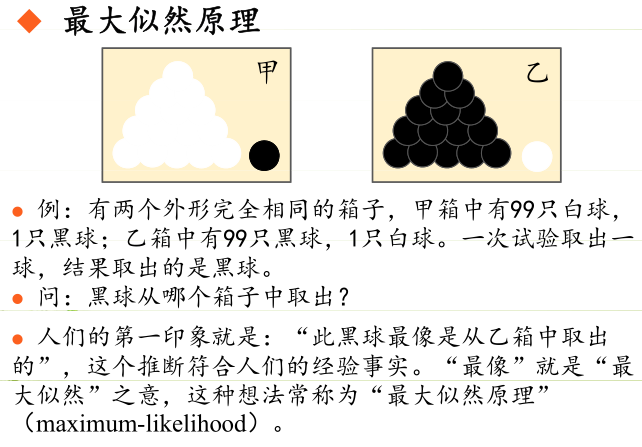 最大似然原理
甲
乙
例：有两个外形完全相同的箱子，甲箱中有99只白球，
1只黑球；乙箱中有99只黑球，1只白球。一次试验取出一
球，结果取出的是黑球。
问：黑球从哪个箱子中取出？
人们的第一印象就是：“此黑球最像是从乙箱中取出
的”，这个推断符合人们的经验事实。“最像”就是“最
大似然”之意，这种想法常称为“最大似然原理”
（maximum-likelihood）。